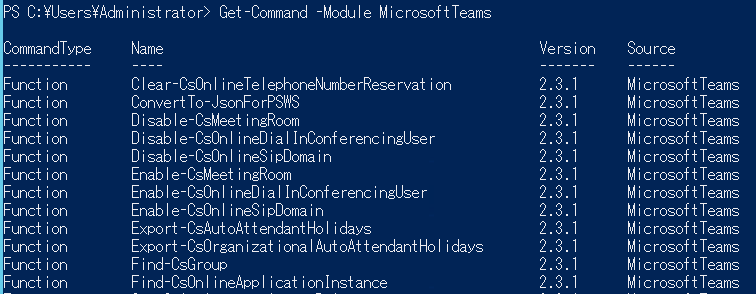 PS C:¥Users¥Administrator> Get-Command -Module MicrosoftTeams
CommandType Name Version Source
----------- ---- ------- ------
Function Clear-CsOnlineTelephoneNumberReservation 2.3.1 MicrosoftTeams
Function ConvertTo-JsonForPSWS 2.3.1 MicrosoftTeams
Function Disable-CsMeetingRoom 2.3.1 MicrosoftTeams
Function Disable-CsOnlineDialInConferencingUser 2.3.1 MicrosoftTeams
Function Disable-CsOnlineSipDomain 2.3.1 MicrosoftTeams
Function Enable-CsMeetingRoom 2.3.1 MicrosoftTeams
Function Enable-CsOnlineDialInConferencingUser 2.3.1 MicrosoftTeams
Function Enable-CsOnlineSipDomain 2.3.1 MicrosoftTeams
Function Export-CsAutoAttendantHolidays 2.3.1 MicrosoftTeams
Function Export-CsOrganizationalAutoAttendantHolidays 2.3.1 MicrosoftTeams
Function Find-CsGroup 2.3.1 MicrosoftTeams
Function Find-CsOnlineApplicationInstance 2.3.1 MicrosoftTeams